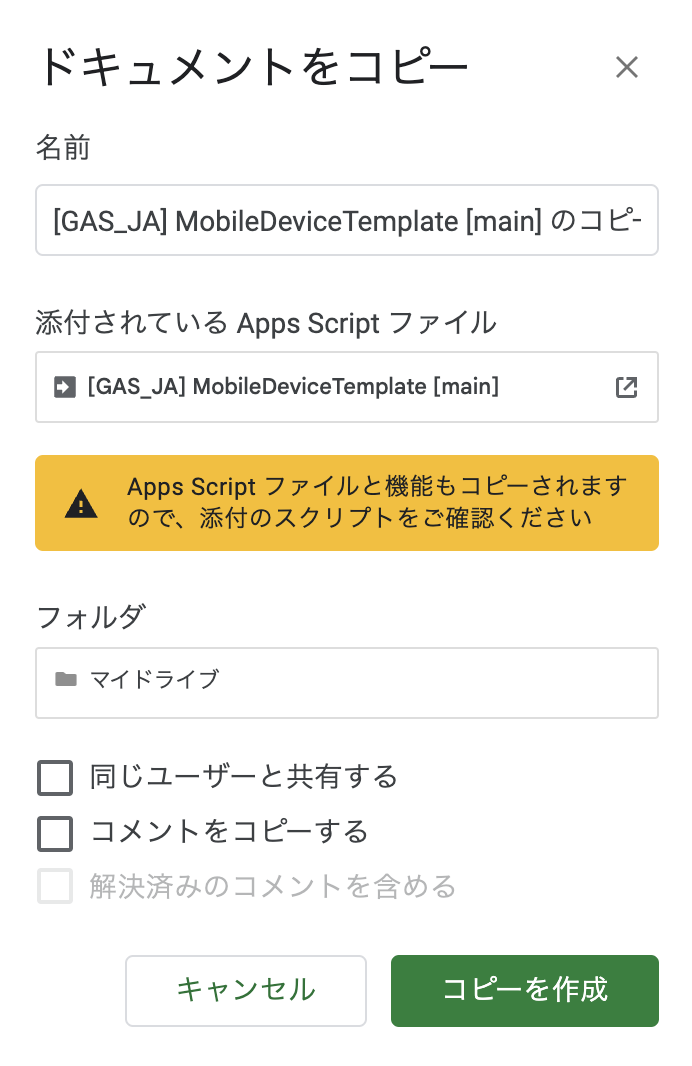 ドキュメントをコピー
名前
[GAS_JA] MobileDeviceTemplate [main] のコピー
添付されている Apps Script ファイル
[GAS_JA] MobileDeviceTemplate [main]
Apps Script ファイルと機能もコピーされます
ので、添付のスクリプトをご確認ください
フォルダ
マイドライブ
同じユーザーと共有する
コメントをコピーする
解決済みのコメントを含める
キャンセル
コピーを作成